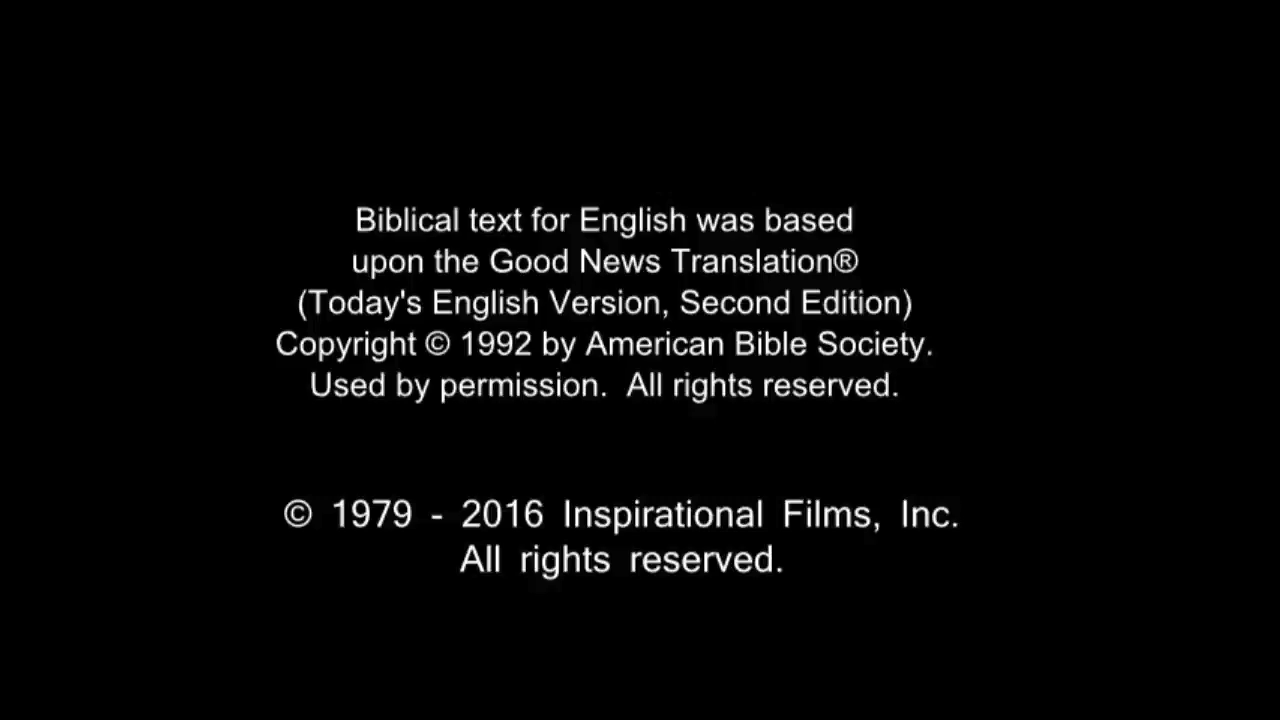 Biblical text for English was based
upon the Good News Translation®
(Today's English Version, Second Edition)
Copyright © 1992 by American Bible Society.
Used by permission.  All rights reserved.
© 1979 - 2016 Inspirational Films, Inc.
All rights reserved.